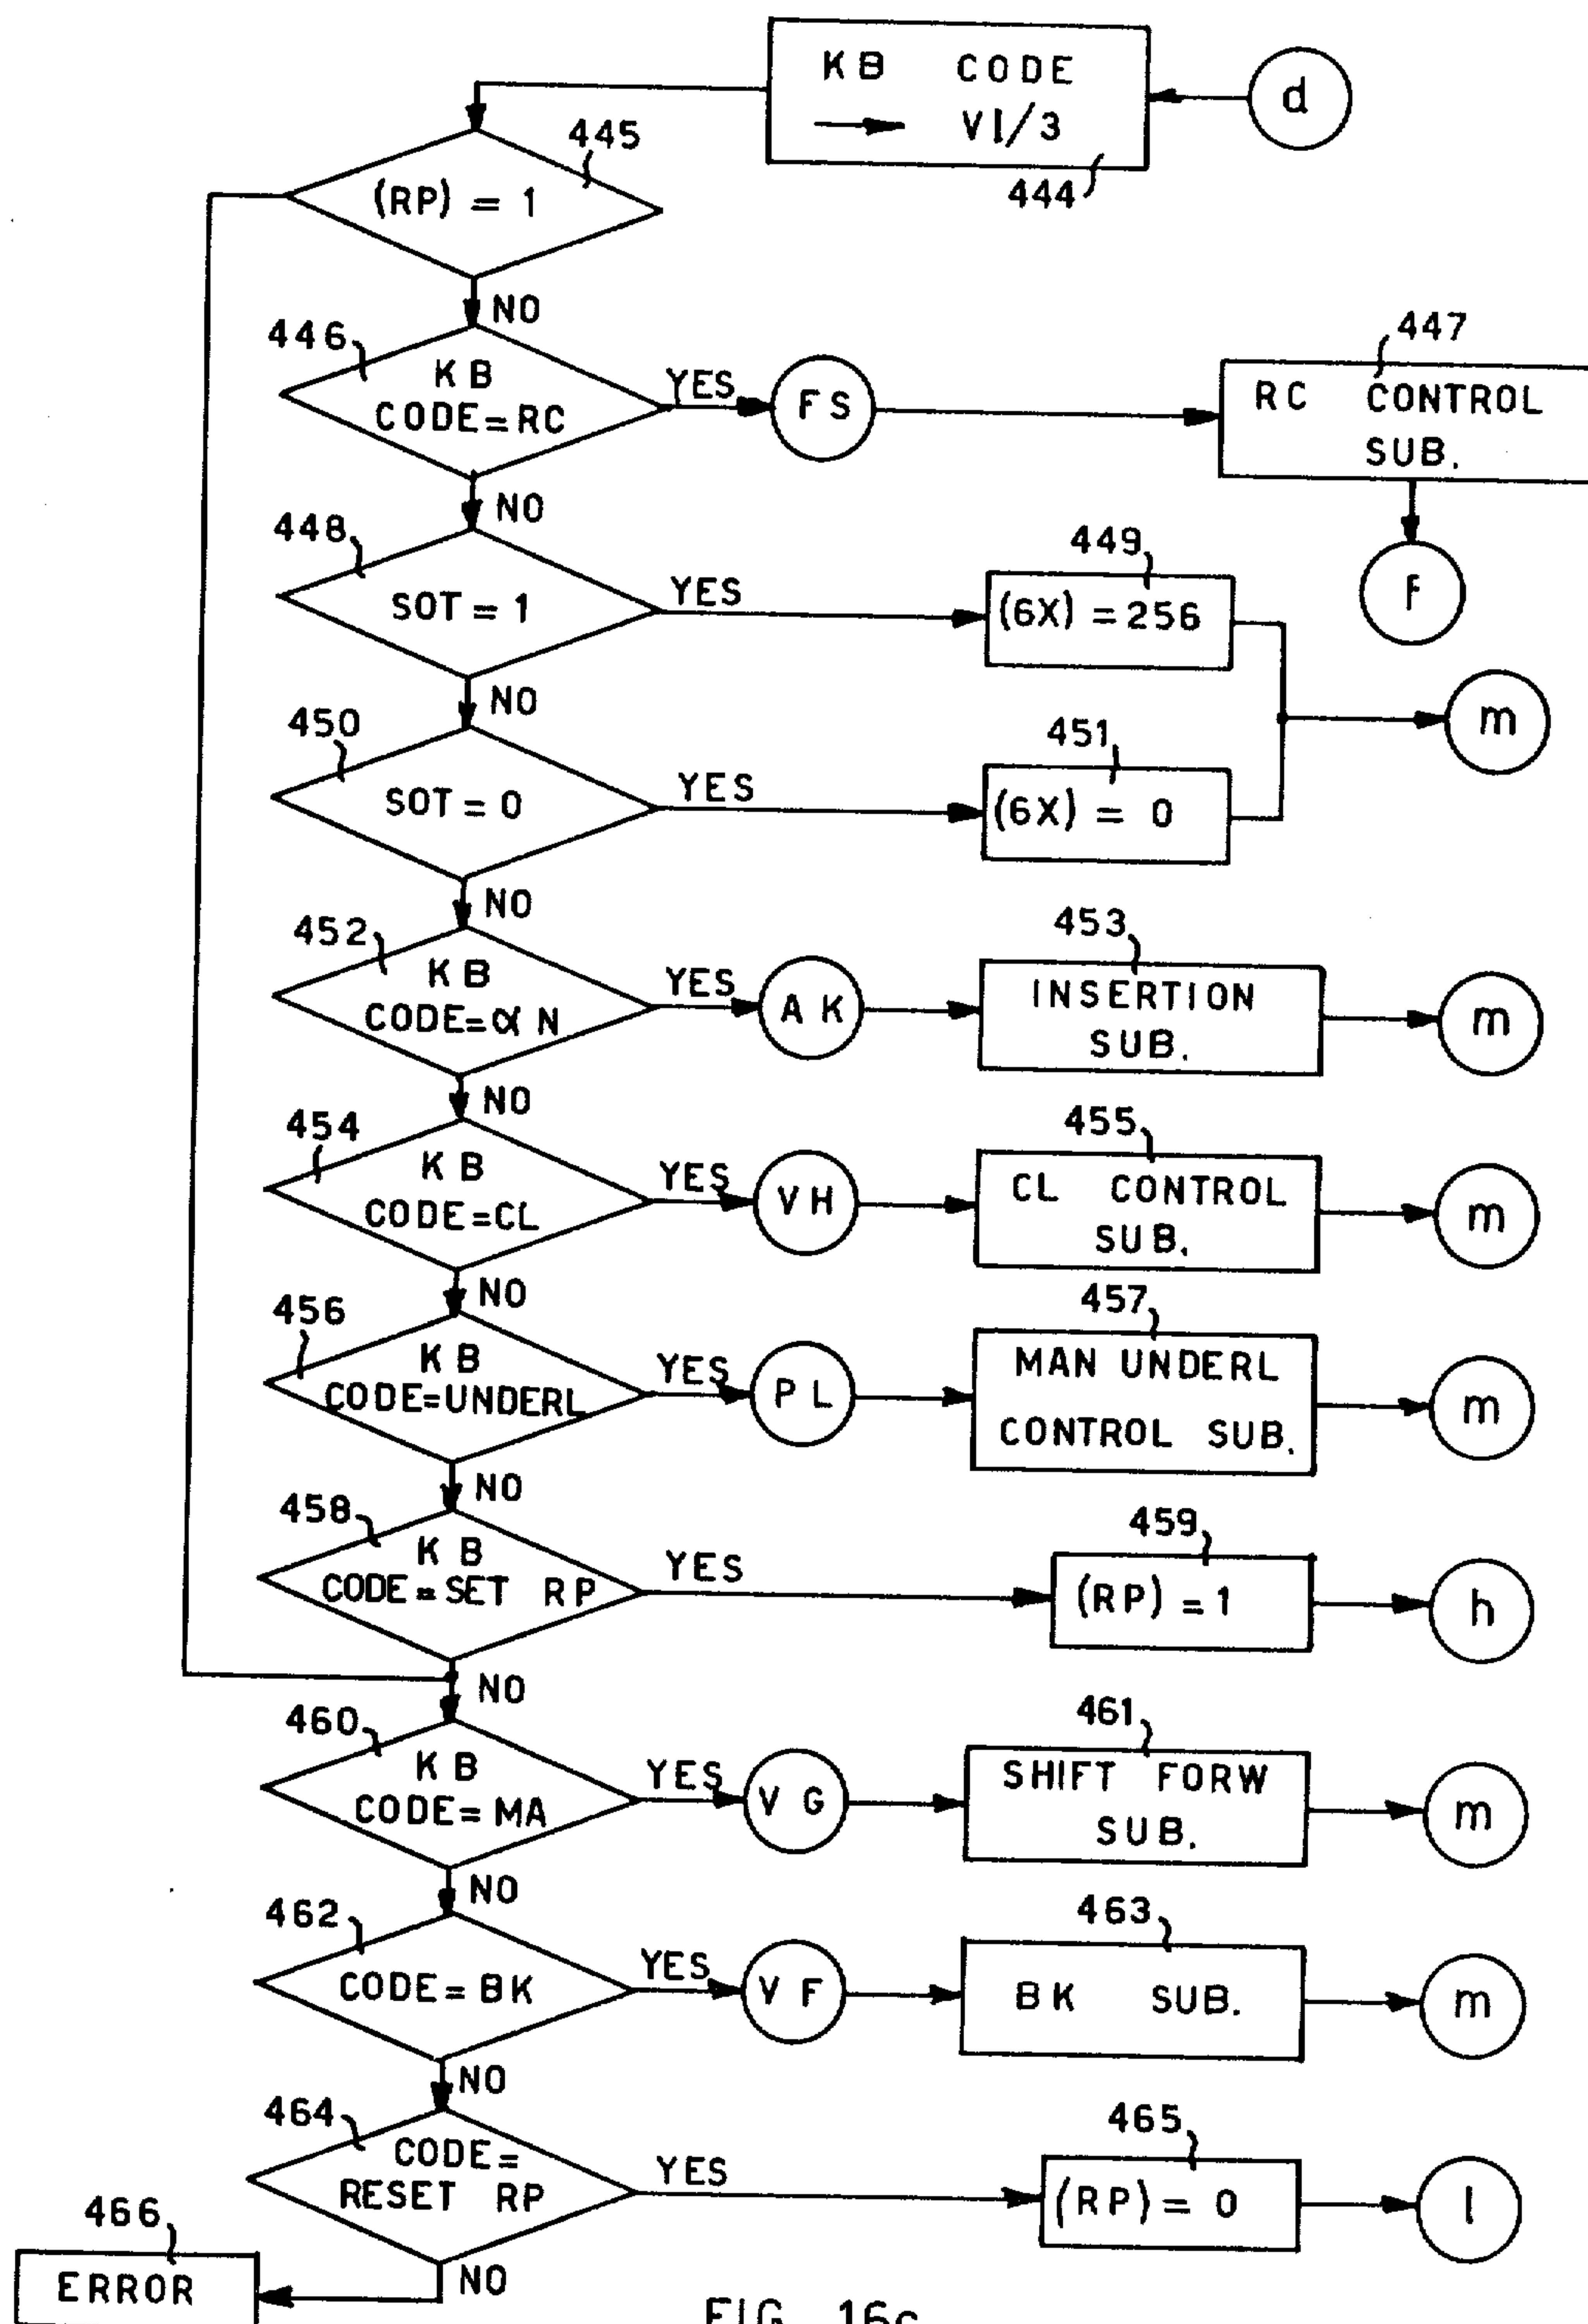 KB CODE
→ VI/3
d
444
445
(RP) = 1
NO
446
KB
CODE=RC
YES
FS
447
RC CONTROL
SUB.
F
NO
448
SOT = 1
YES
449
(6X) = 256
NO
450
SOT = 0
YES
451
(6X) = 0
m
NO
452
KB
CODE=αN
YES
AK
453
INSERTION
SUB.
m
NO
454
KB
CODE=CL
YES
VH
455
CL CONTROL
SUB.
m
NO
456
KB
CODE=UNDERL
YES
PL
457
MAN UNDERL
CONTROL SUB.
m
NO
458
KB
CODE=SET RP
YES
459
(RP) = 1
h
NO
460
KB
CODE=MA
YES
VG
461
SHIFT FORW
SUB.
m
NO
462
CODE=BK
YES
VF
463
BK SUB.
m
NO
464
CODE=
RESET RP
YES
465
(RP) = 0
l
NO
466
ERROR
FIG. 16c